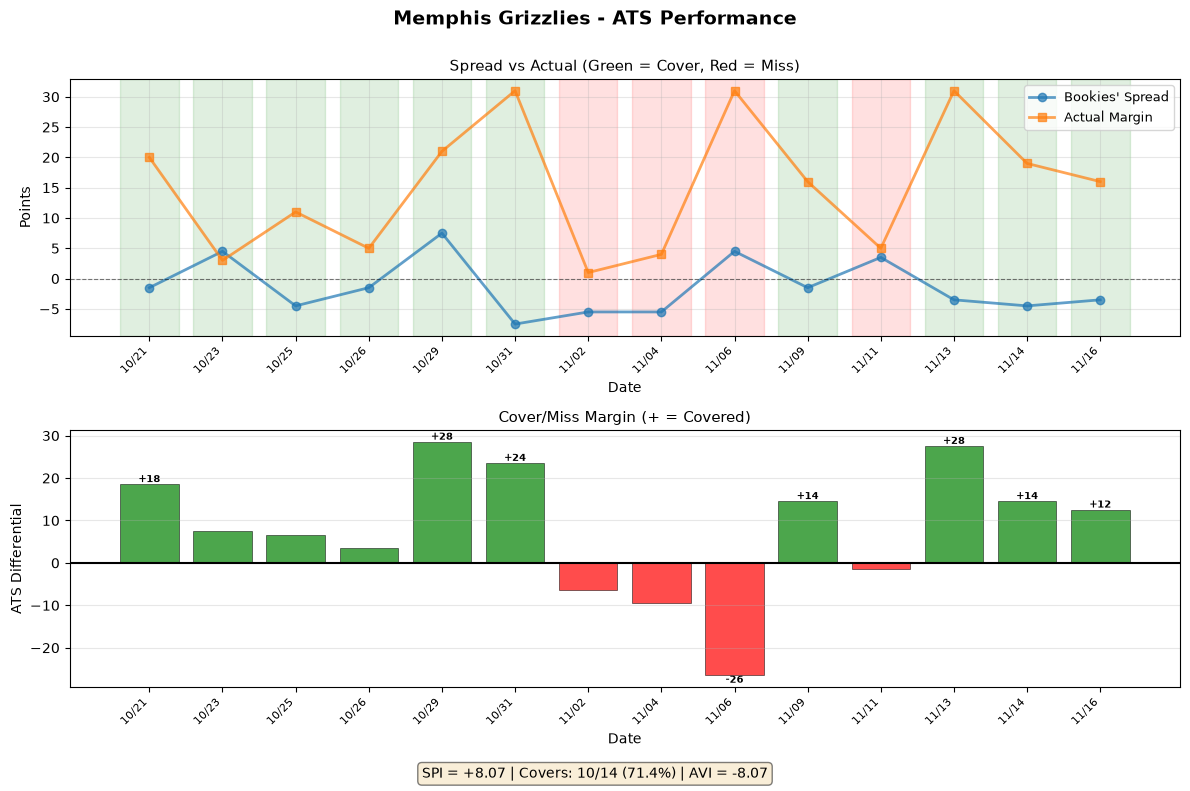 Memphis Grizzlies - ATS Performance
Spread vs Actual (Green = Cover, Red = Miss)
Bookies' Spread
Actual Margin
Points
30
25
20
15
10
5
0
−5
10/21 10/23 10/25 10/26 10/29 10/31 11/02 11/04 11/06 11/09 11/11 11/13 11/14 11/16
Date
Cover/Miss Margin (+ = Covered)
ATS Differential
30
20
10
0
−10
−20
+18 +28 +24 -26 +14 +28 +14 +12
10/21 10/23 10/25 10/26 10/29 10/31 11/02 11/04 11/06 11/09 11/11 11/13 11/14 11/16
Date
SPI = +8.07 | Covers: 10/14 (71.4%) | AVI = -8.07